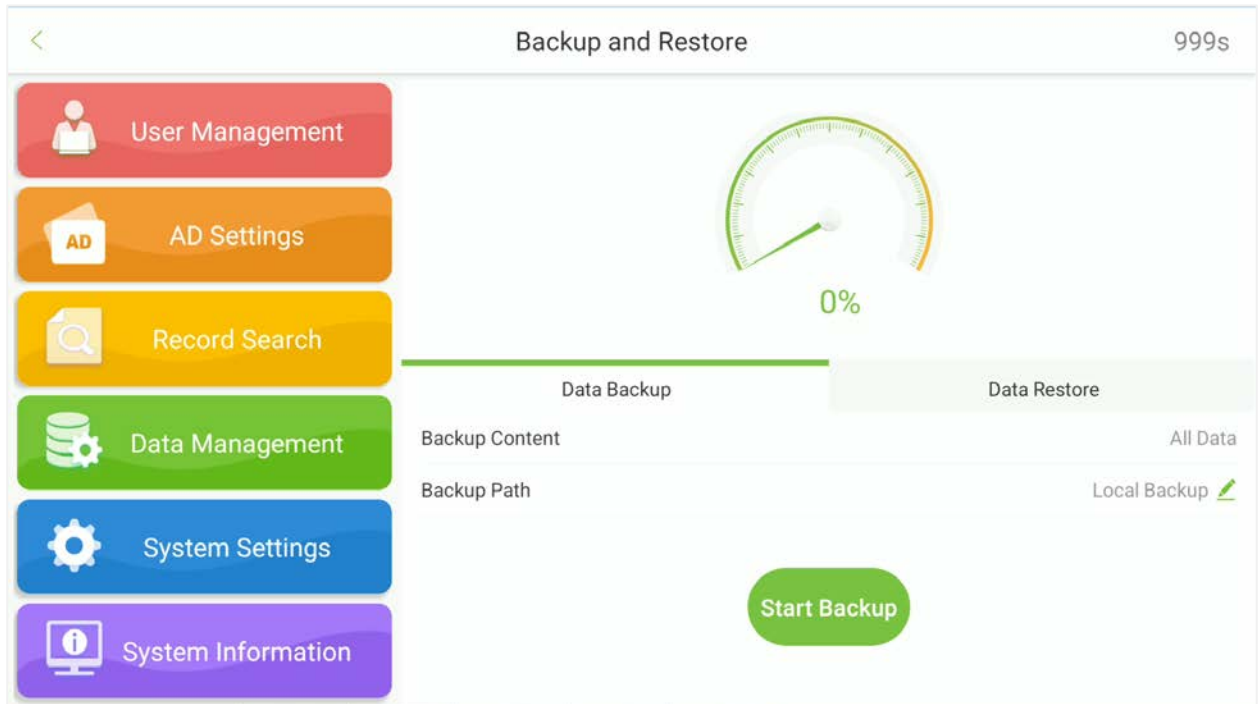 Backup and Restore
999s
User Management
AD
AD Settings
Record Search
Data Management
System Settings
System Information
0%
Data Backup
Data Restore
Backup Content
All Data
Backup Path
Local Backup
Start Backup